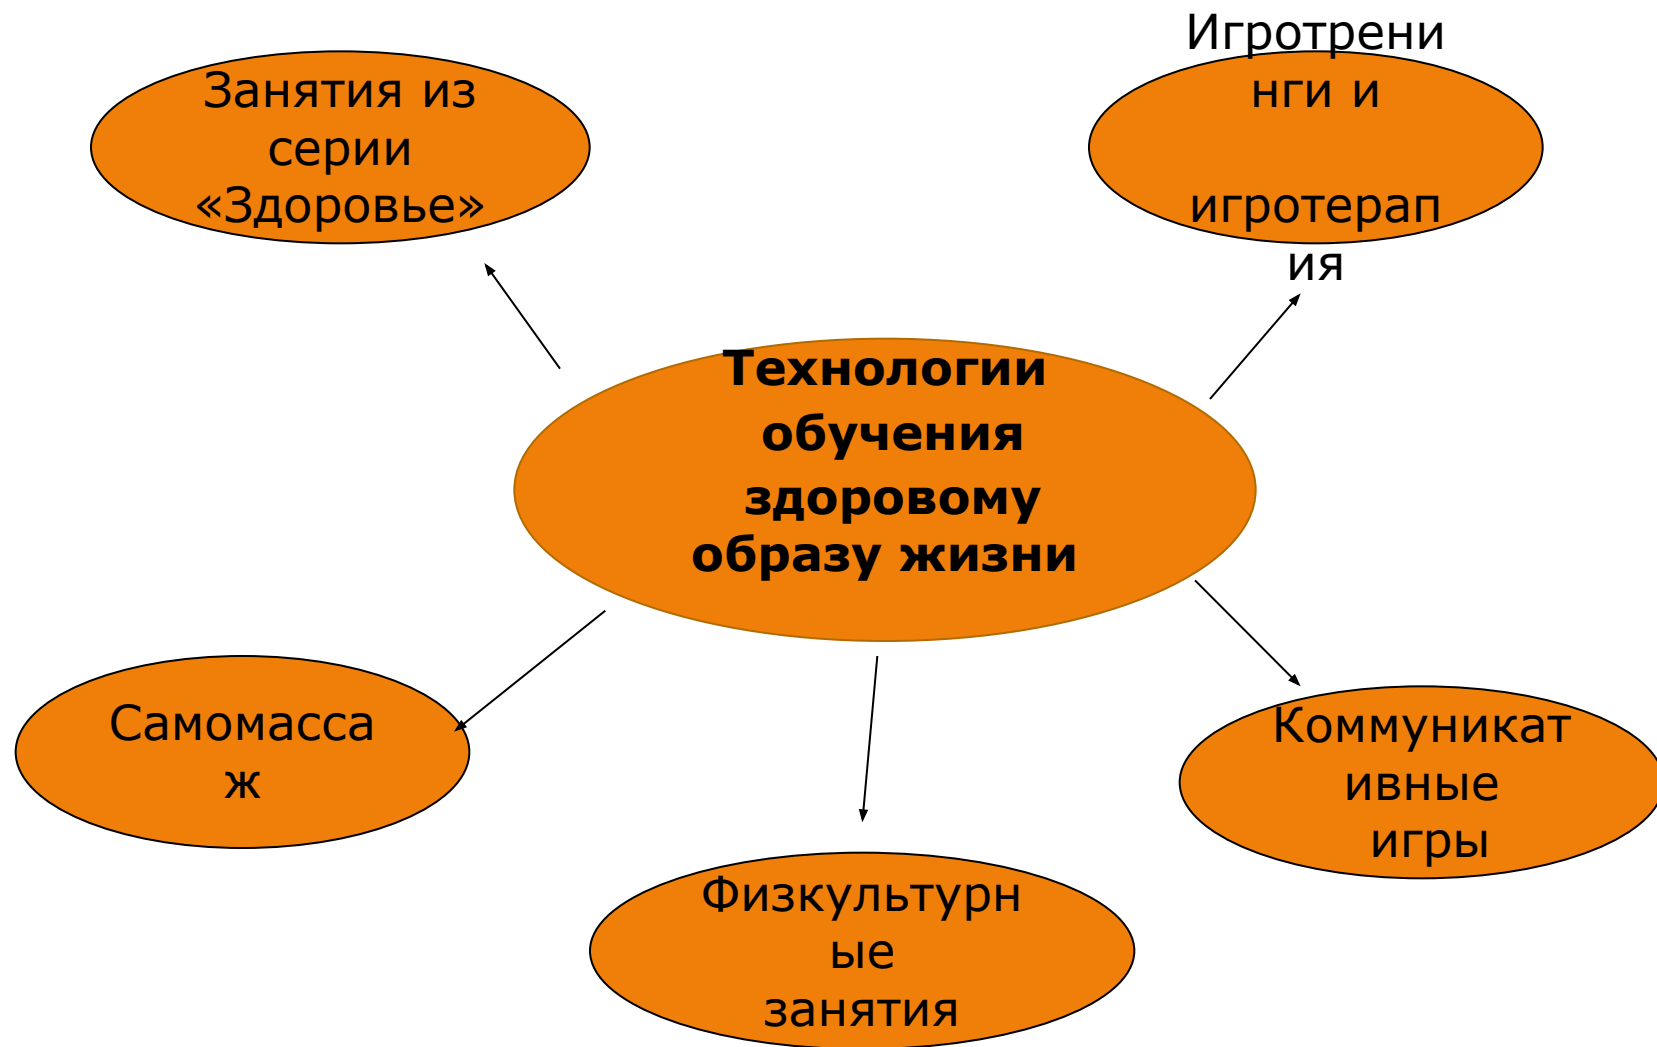 Занятия из
серии
«Здоровье»
Игротрени
нги и
игротерап
ия
Технологии
обучения
здоровому
образу жизни
Самомасса
ж
Коммуникат
ивные
игры
Физкультурн
ые
занятия